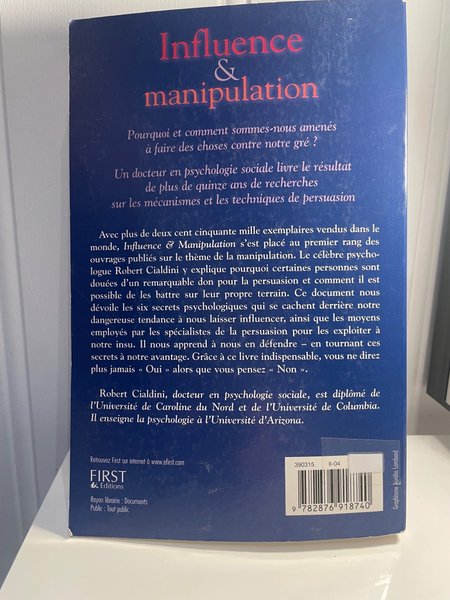 Influence
&
manipulation
Pourquoi et comment sommes-nous amenés
à faire des choses contre notre gré ?
Un docteur en psychologie sociale livre le résultat
de plus de quinze ans de recherches
sur les mécanismes et les techniques de persuasion
Avec plus de deux cent cinquante mille exemplaires vendus dans le
monde, Influence & Manipulation s'est placé au premier rang des
ouvrages publiés sur le thème de la manipulation. Le célèbre psycho-
logue Robert Cialdini y explique pourquoi certaines personnes sont
douées d'un remarquable don pour la persuasion et comment il est
possible de les battre sur leur propre terrain. Ce document nous
dévoile les six secrets psychologiques qui se cachent derrière notre
dangereuse tendance à nous laisser influencer, ainsi que les moyens
employés par les spécialistes de la persuasion pour les exploiter à
notre insu. Il nous apprend à nous en défendre – en tournant ces
secrets à notre avantage. Grâce à ce livre indispensable, vous ne direz
plus jamais « Oui » alors que vous pensez « Non ».
Robert Cialdini, docteur en psychologie sociale, est diplômé de
l'Université de Caroline du Nord et de l'Université de Columbia.
Il enseigne la psychologie à l'Université d'Arizona.
Retrouvez First sur internet à www.efirst.com
FIRST
Editions
Rayon librairie : Documents
Public : Tout public
390315 II-04
9 782876 918740
Graphisme Lombard